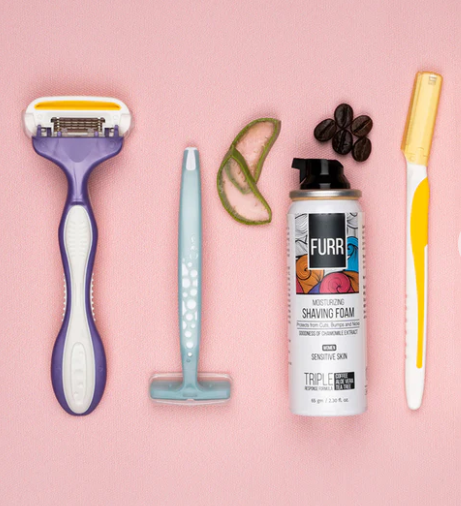 FURR
MOISTURIZING
SHAVING FOAM
Protects from Cuts, Bumps and Nicks
GOODNESS OF CHAMOMILE EXTRACT
WOMEN
SENSITIVE SKIN
TRIPLE COFFEE
ALOE VERA
TEA TREE